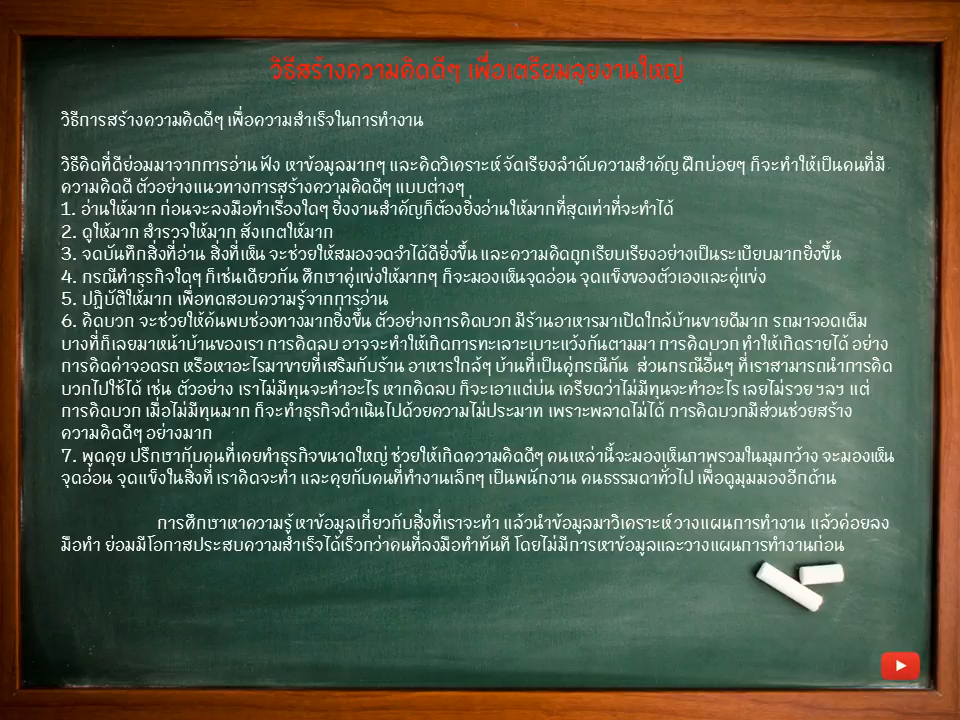 วิธีสร้างความคิดดีๆ เพื่อเตรียมลุยงานใหญ่
วิธีการสร้างความคิดดีๆ เพื่อความสำเร็จในการทำงาน
วิธีคิดที่ดีย่อมมาจากการอ่าน ฟัง หาข้อมูลมากๆ และคิดวิเคราะห์ จัดเรียงลำดับความสำคัญ ฝึกบ่อยๆ ก็จะทำให้เป็นคนที่มี
ความคิดดี ตัวอย่างแนวทางการสร้างความคิดดีๆ แบบต่างๆ
1. อ่านให้มาก ก่อนจะลงมือทำเรื่องใดๆ ยิ่งงานสำคัญก็ต้องยิ่งอ่านให้มากที่สุดเท่าที่จะทำได้
2. ดูให้มาก สำรวจให้มาก สังเกตให้มาก
3. จดบันทึกสิ่งที่อ่าน สิ่งที่เห็น จะช่วยให้สมองจดจำได้ดียิ่งขึ้น และความคิดถูกเรียบเรียงอย่างเป็นระเบียบมากยิ่งขึ้น
4. กรณีทำธุรกิจใดๆ ก็เช่นเดียวกัน ศึกษาคู่แข่งให้มากๆ ก็จะมองเห็นจุดอ่อน จุดแข็งของตัวเองและคู่แข่ง
5. ปฏิบัติให้มาก เพื่อทดสอบความรู้จากการอ่าน
6. คิดบวก จะช่วยให้ค้นพบช่องทางมากยิ่งขึ้น ตัวอย่างการคิดบวก มีร้านอาหารมาเปิดใกล้บ้านขายดีมาก รถมาจอดเต็ม
บางทีก็เลยมาหน้าบ้านของเรา การคิดลบ อาจจะทำให้เกิดการทะเลาะเบาะแว้งกันตามมา การคิดบวก ทำให้เกิดรายได้ อย่าง
การคิดค่าจอดรถ หรือหาอะไรมาขายที่เสริมกับร้าน อาหารใกล้ๆ บ้านที่เป็นคู่กรณีกัน ส่วนกรณีอื่นๆ ที่เราสามารถนำการคิด
บวกไปใช้ได้ เช่น ตัวอย่าง เราไม่มีทุนจะทำอะไร หากคิดลบ ก็จะเอาแต่บ่น เครียดว่าไม่มีทุนจะทำอะไร เลยไม่รวย ฯลฯ แต่
การคิดบวก เมื่อไม่มีทุนมาก ก็จะทำธุรกิจดำเนินไปด้วยความไม่ประมาท เพราะพลาดไม่ได้ การคิดบวกมีส่วนช่วยสร้าง
ความคิดดีๆ อย่างมาก
7. พูดคุย ปรึกษากับคนที่เคยทำธุรกิจขนาดใหญ่ ช่วยให้เกิดความคิดดีๆ คนเหล่านี้จะมองเห็นภาพรวมในมุมกว้าง จะมองเห็น
จุดอ่อน จุดแข็งในสิ่งที่ เราคิดจะทำ และคุยกับคนที่ทำงานเล็กๆ เป็นพนักงาน คนธรรมดาทั่วไป เพื่อดูมุมมองอีกด้าน
การศึกษาหาความรู้ หาข้อมูลเกี่ยวกับสิ่งที่เราจะทำ แล้วนำข้อมูลมาวิเคราะห์ วางแผนการทำงาน แล้วค่อยลง
มือทำ ย่อมมีโอกาสประสบความสำเร็จได้เร็วกว่าคนที่ลงมือทำทันที โดยไม่มีการหาข้อมูลและวางแผนการทำงานก่อน